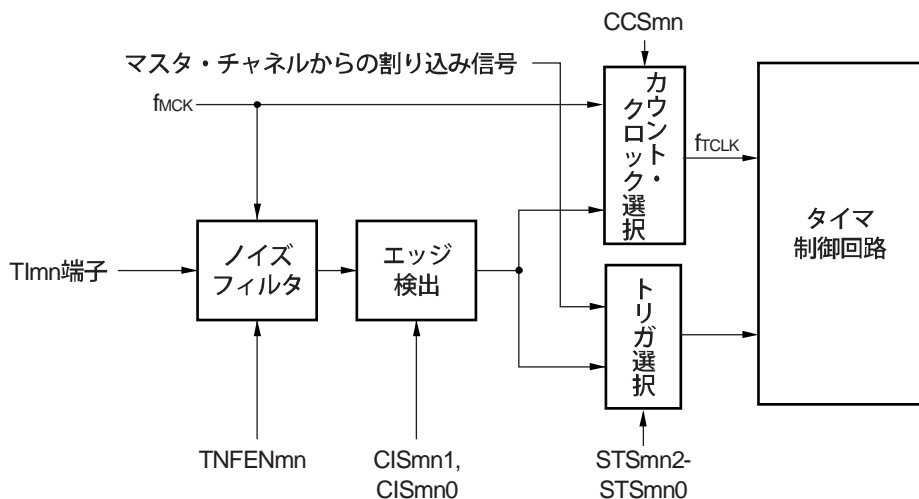 CCSmn
マスタ・チャネルからの割り込み信号
fMCK
カウント・
クロック選択
fTCLK
タイマ
制御回路
TImn端子
ノイズ
フィルタ
エッジ
検出
トリガ選択
TNFENmn
CISmn1,
CISmn0
STSmn2-
STSmn0